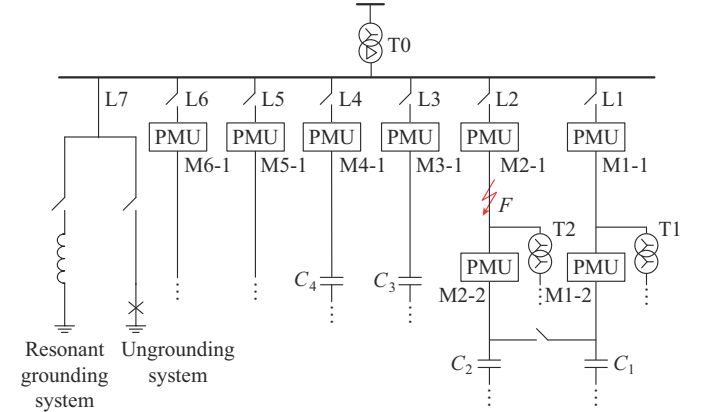 T0
L7
L6
L5
L4
L3
L2
L1
PMU
PMU
PMU
PMU
PMU
PMU
M6-1
M5-1
M4-1
M3-1
M2-1
M1-1
F
T2
T1
PMU
PMU
M2-2
M1-2
C4
C3
C2
C1
Resonant
grounding
system
Ungrounding
system